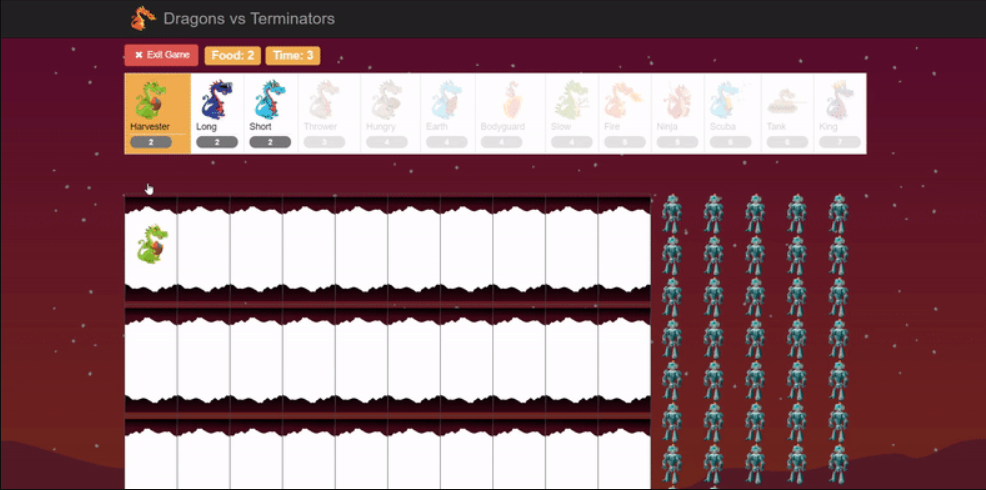 Dragons vs Terminators
✖ Exit Game Food: 2 Time: 3
Harvester Long Short Thrower Hungry Earth Bodyguard Slow Fire Ninja Scuba Tank King
2 2 2 3 4 4 4 4 5 5 6 6 7